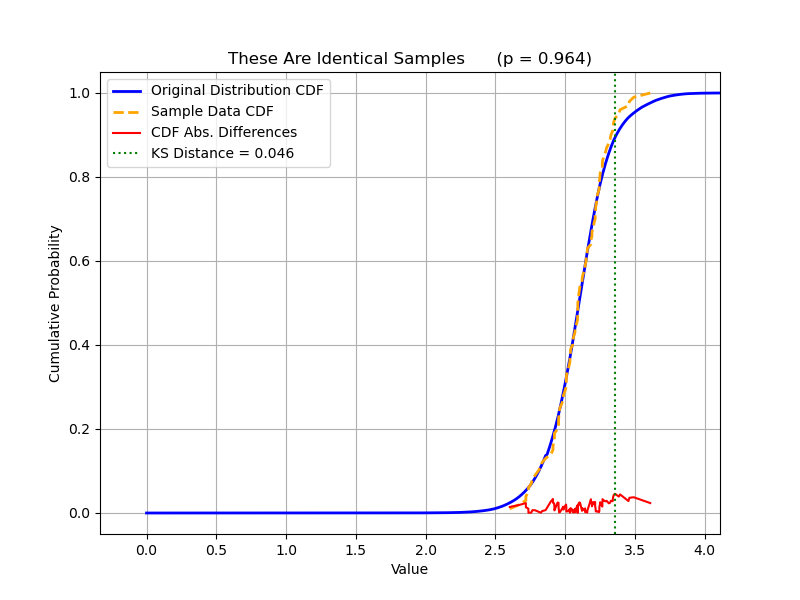 These Are Identical Samples      (p = 0.964)
Original Distribution CDF
Sample Data CDF
CDF Abs. Differences
KS Distance = 0.046
Cumulative Probability
1.0
0.8
0.6
0.4
0.2
0.0
0.0 0.5 1.0 1.5 2.0 2.5 3.0 3.5 4.0
Value